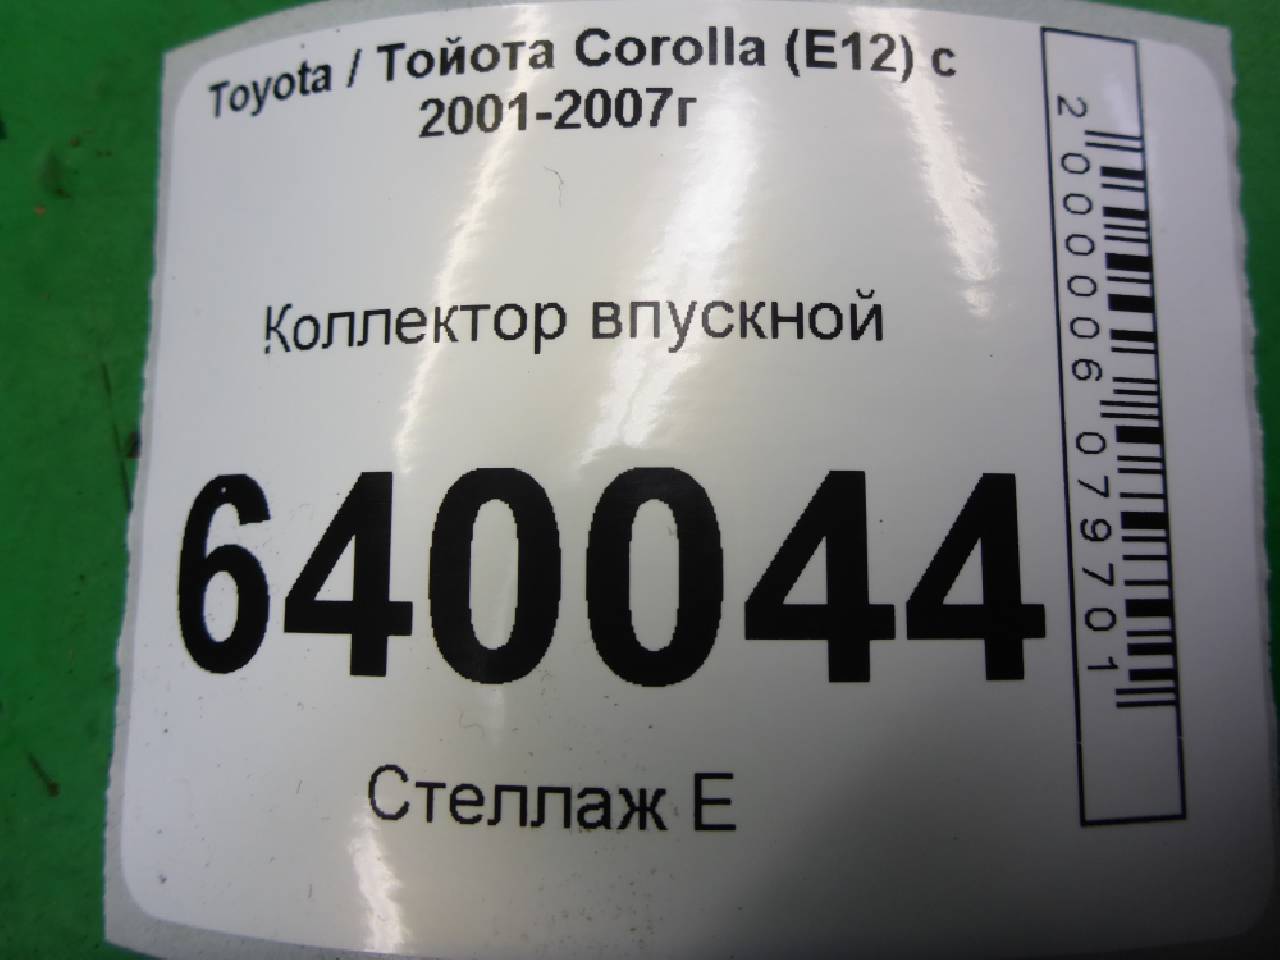 Toyota / Тойота Corolla (E12) с
2001-2007г
Коллектор впускной
640044
Стеллаж Е
2000006079701